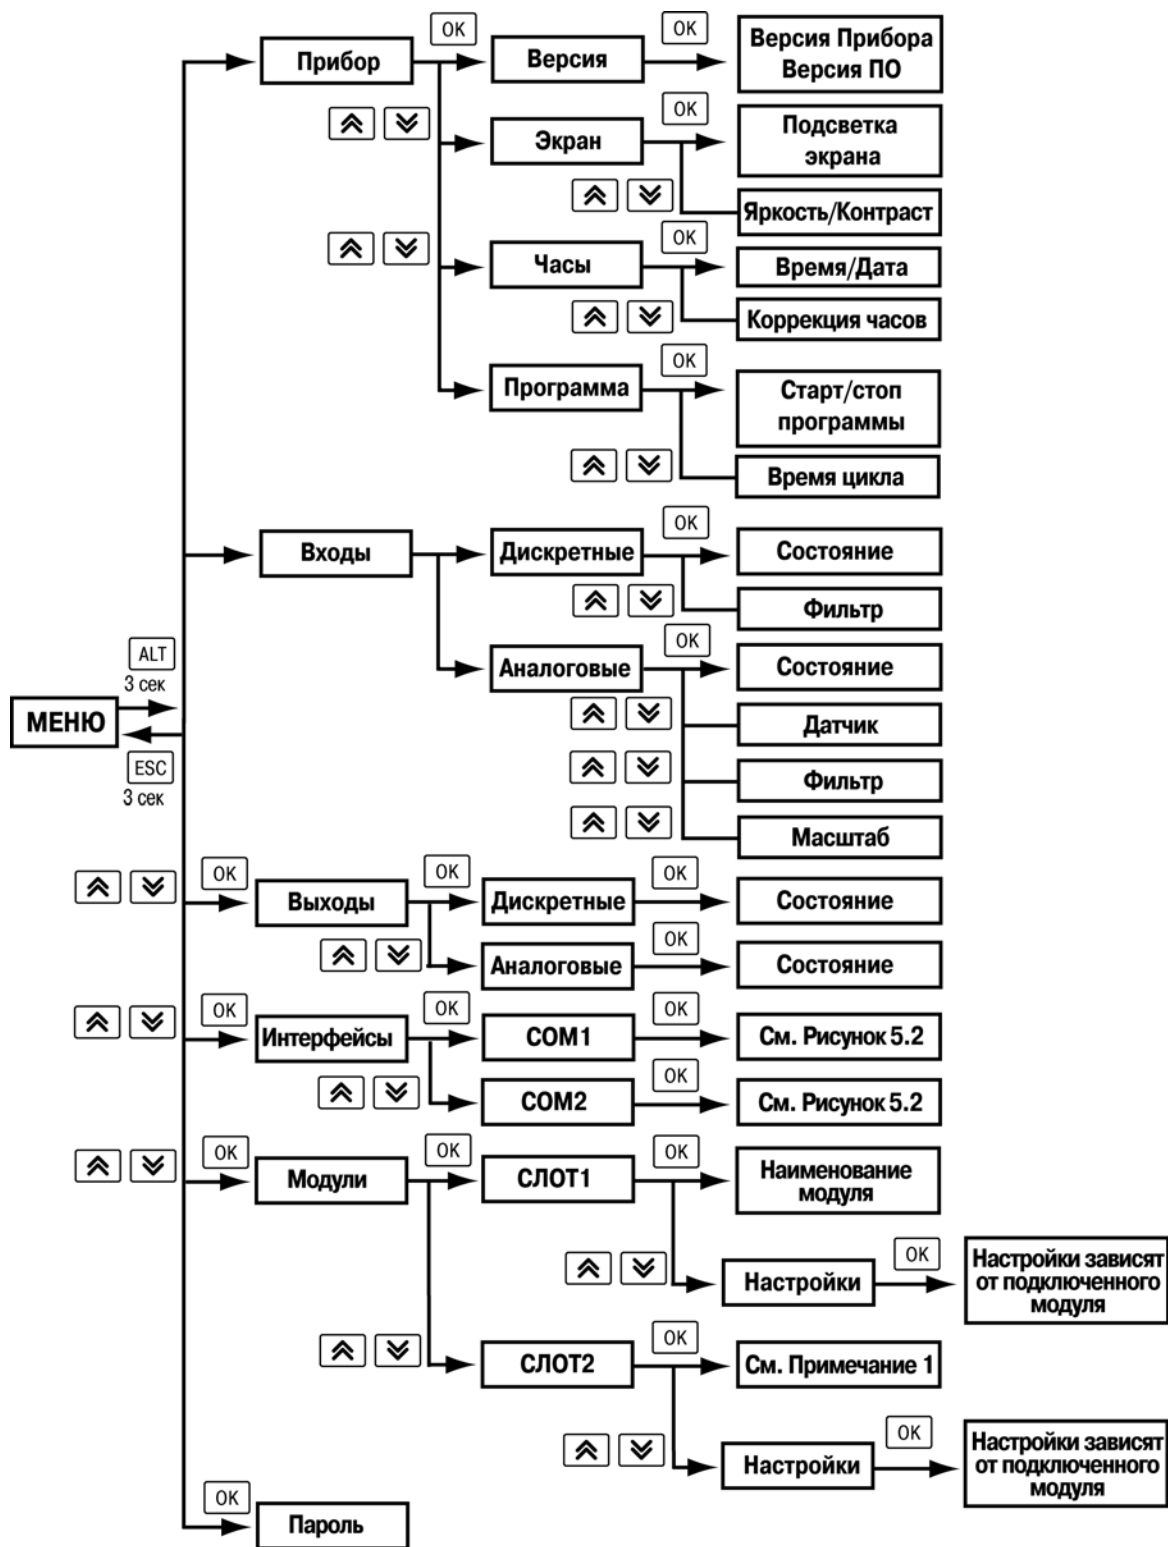 OK
OK
Прибор
Версия
Версия Прибора
Версия ПО
OK
Экран
Подсветка
экрана
Яркость/Контраст
OK
Часы
Время/Дата
Коррекция часов
OK
Программа
Старт/стоп
программы
Время цикла
OK
Входы
Дискретные
Состояние
Фильтр
OK
Аналоговые
Состояние
Датчик
Фильтр
Масштаб
ALT
3 сек
МЕНЮ
ESC
3 сек
OK
OK
OK
Выходы
Дискретные
Состояние
OK
Аналоговые
Состояние
OK
OK
OK
Интерфейсы
COM1
См. Рисунок 5.2
OK
COM2
См. Рисунок 5.2
OK
OK
OK
Модули
СЛОТ1
Наименование
модуля
OK
Настройки
Настройки зависят
от подключенного
модуля
OK
СЛОТ2
См. Примечание 1
OK
Настройки
Настройки зависят
от подключенного
модуля
OK
Пароль